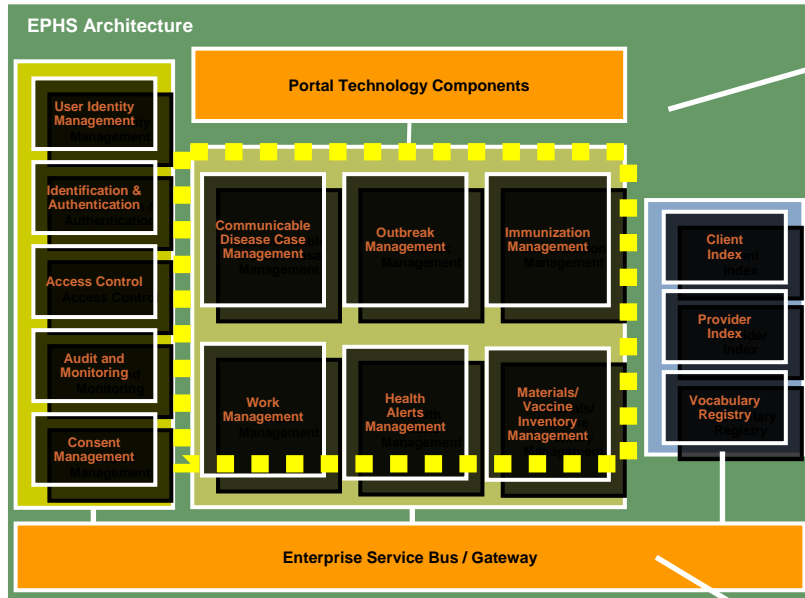 EPHS Architecture
Portal Technology Components
User Identity
Management
Identification &
Authentication
Access Control
Audit and
Monitoring
Consent
Management
Communicable
Disease Case
Management
Outbreak
Management
Immunization
Management
Work
Management
Health
Alerts
Management
Materials/
Vaccine
Inventory
Management
Client
Index
Provider
Index
Vocabulary
Registry
Enterprise Service Bus / Gateway